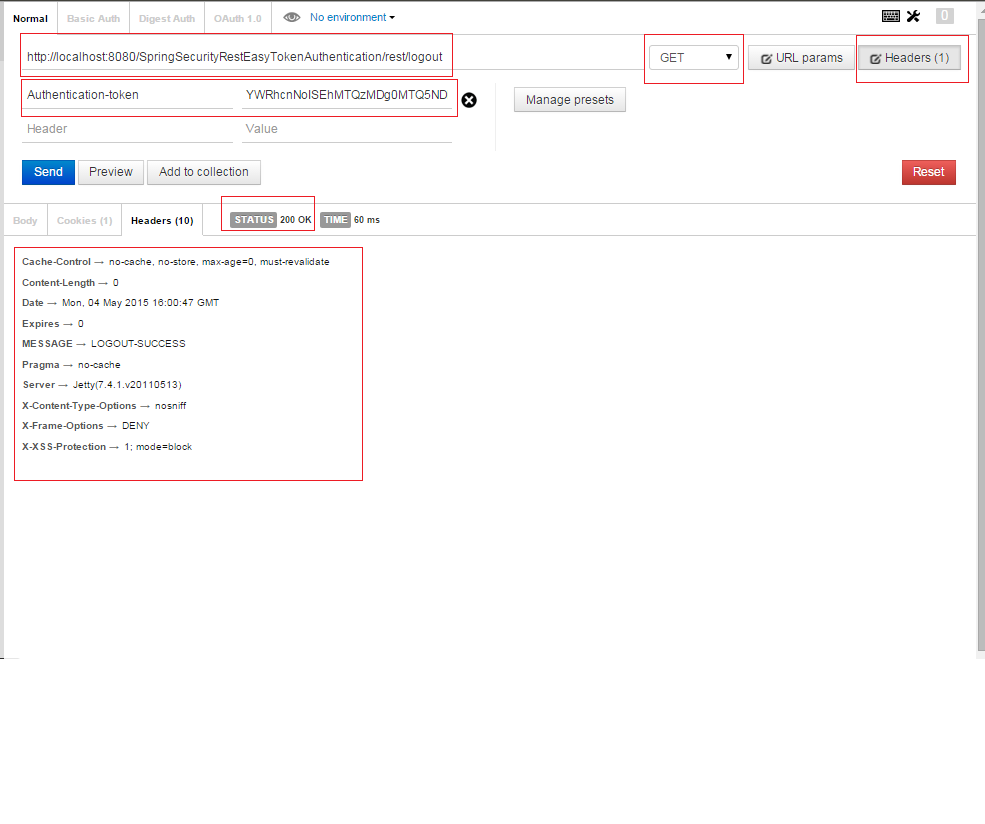 Normal Basic Auth Digest Auth OAuth 1.0 No environment 0
http://localhost:8080/SpringSecurityRestEasyTokenAuthentication/rest/logout GET URL params Headers (1)
Authentication-token YWRhcnNoISEhMTQzMDg0MTQ5ND Manage presets
Header Value
Send Preview Add to collection Reset
Body Cookies (1) Headers (10) STATUS 200 OK TIME 60 ms
Cache-Control → no-cache, no-store, max-age=0, must-revalidate
Content-Length → 0
Date → Mon, 04 May 2015 16:00:47 GMT
Expires → 0
MESSAGE → LOGOUT-SUCCESS
Pragma → no-cache
Server → Jetty(7.4.1.v20110513)
X-Content-Type-Options → nosniff
X-Frame-Options → DENY
X-XSS-Protection → 1; mode=block